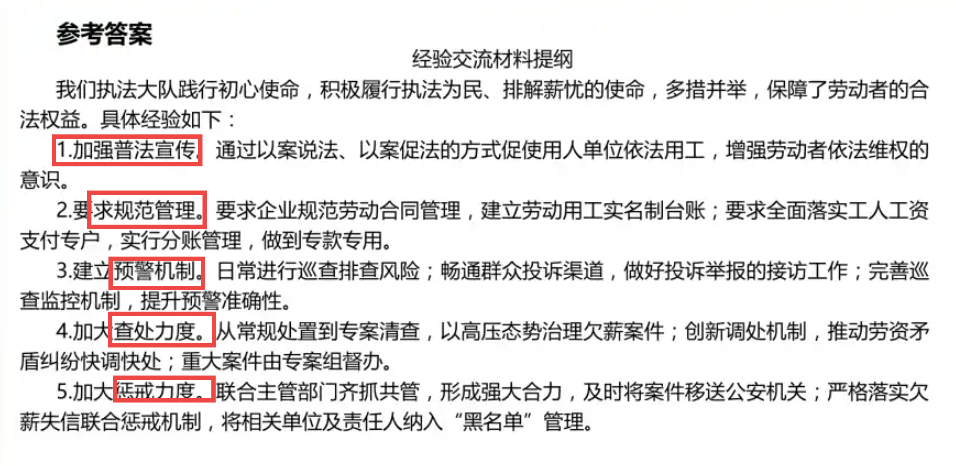 参考答案
经验交流材料提纲
我们执法大队践行初心使命，积极履行执法为民、排解薪忧的使命，多措并举，保障了劳动者的合
法权益。具体经验如下：
1.加强普法宣传。通过以案说法、以案促法的方式促使用人单位依法用工，增强劳动者依法维权的
意识。
2.要求规范管理。要求企业规范劳动合同管理，建立劳动用工实名制台账；要求全面落实工人工资
支付专户，实行分账管理，做到专款专用。
3.建立预警机制。日常进行巡查排查风险；畅通群众投诉渠道，做好投诉举报的接访工作；完善巡
查监控机制，提升预警准确性。
4.加大查处力度。从常规处置到专案清查，以高压态势治理欠薪案件；创新调处机制，推动劳资矛
盾纠纷快调快处；重大案件由专案组督办。
5.加大惩戒力度。联合主管部门齐抓共管，形成强大合力，及时将案件移送公安机关；严格落实欠
薪失信联合惩戒机制，将相关单位及责任人纳入“黑名单”管理。